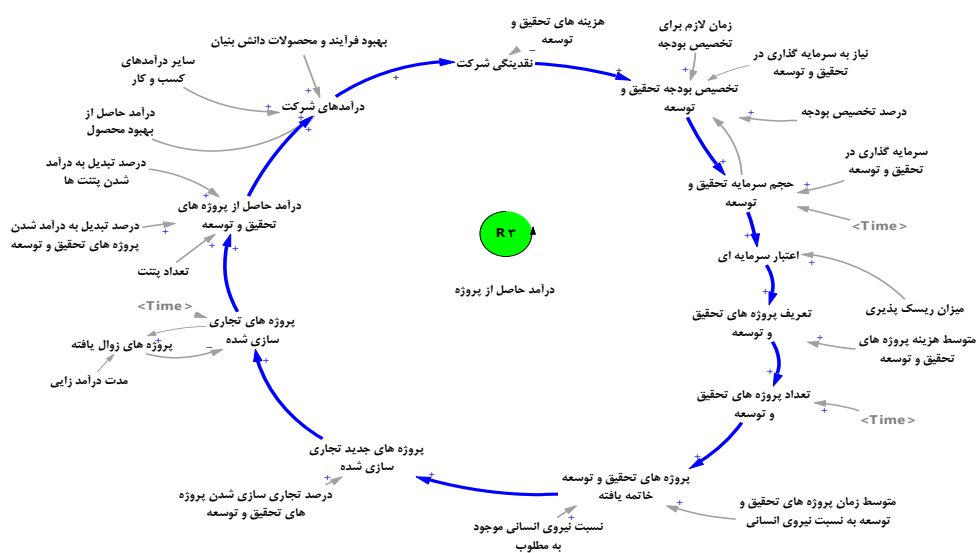 هزینه های تحقیق و
توسعه
زمان لازم برای
تخصیص بودجه
بهبود فرآیند و محصولات دانش بنیان
نقدینگی شرکت
نیاز به سرمایه گذاری در
تحقیق و توسعه
سایر درآمدهای
کسب و کار
تخصیص بودجه تحقیق و
توسعه
درآمدهای شرکت
درصد تخصیص بودجه
درآمد حاصل از
بهبود محصول
سرمایه گذاری در
تحقیق و توسعه
درصد تبدیل به درآمد
شدن پتنت ها
حجم سرمایه تحقیق و
توسعه
درآمد حاصل از پروژه های
تحقیق و توسعه
<Time>
درصد تبدیل به درآمد شدن
پروژه های تحقیق و توسعه
R۳
اعتبار سرمایه ای
تعداد پتنت
درآمد حاصل از پروژه
میزان ریسک پذیری
<Time>
تعریف پروژه های تحقیق
و توسعه
پروژه های تجاری
سازی شده
پروژه های زوال یافته
متوسط هزینه پروژه های
تحقیق و توسعه
مدت درآمد زایی
تعداد پروژه های تحقیق
و توسعه
<Time>
پروژه های جدید تجاری
سازی شده
پروژه های تحقیق و توسعه
خاتمه یافته
درصد تجاری سازی شدن پروژه
های تحقیق و توسعه
متوسط زمان پروژه های تحقیق و
توسعه به نسبت نیروی انسانی
نسبت نیروی انسانی موجود
به مطلوب